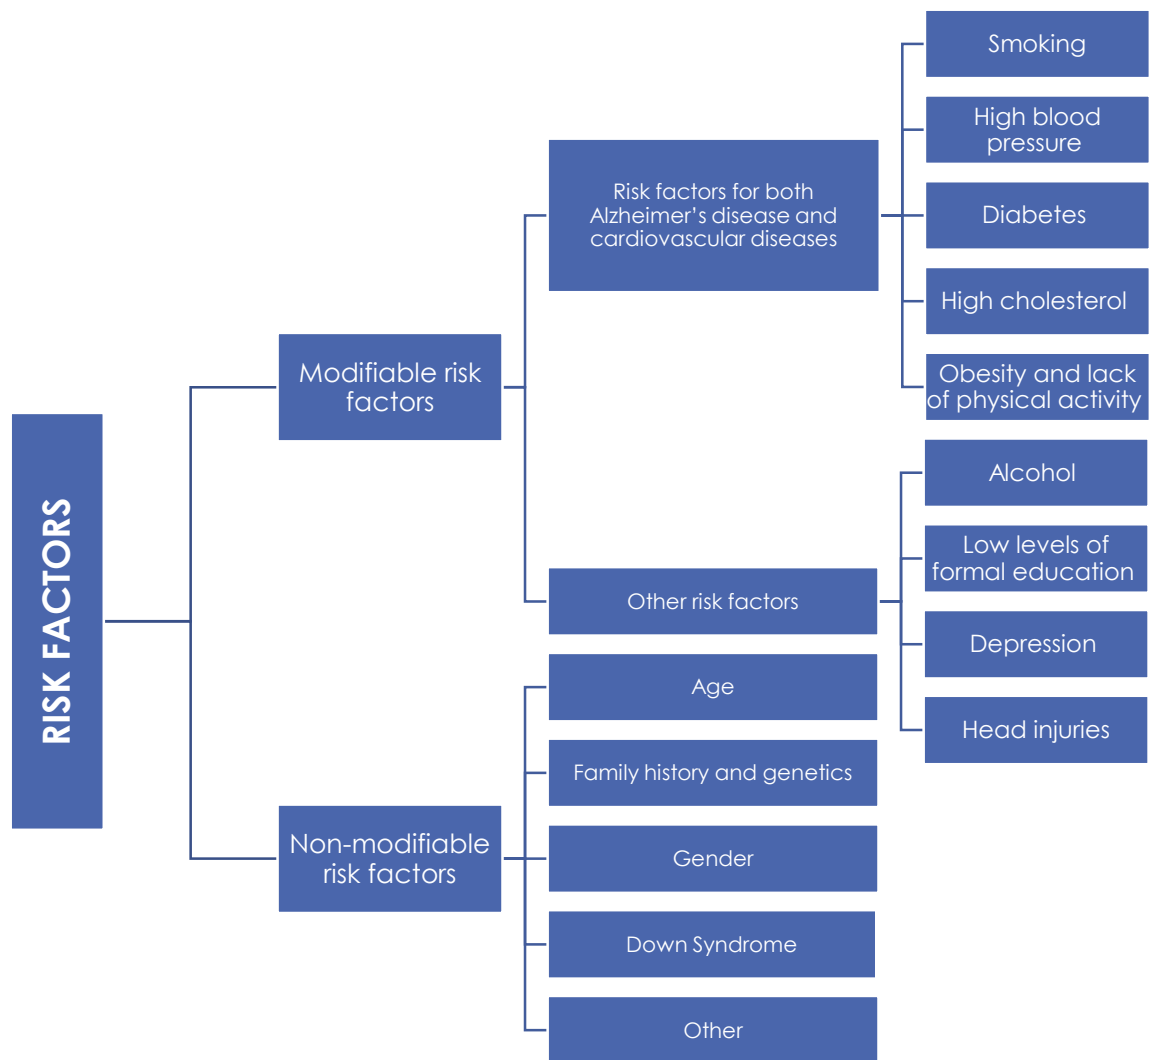 RISK FACTORS
Modifiable risk
factors
Risk factors for both
Alzheimer’s disease and
cardiovascular diseases
Smoking
High blood
pressure
Diabetes
High cholesterol
Obesity and lack
of physical activity
Other risk factors
Alcohol
Low levels of
formal education
Depression
Head injuries
Non-modifiable
risk factors
Age
Family history and genetics
Gender
Down Syndrome
Other